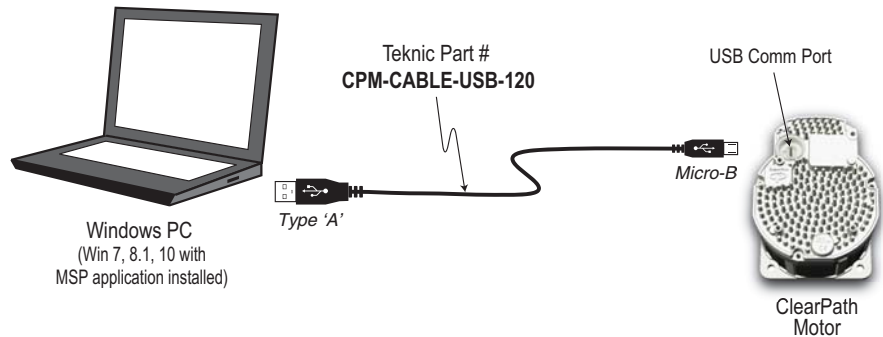 Teknic Part #
CPM-CABLE-USB-120
USB Comm Port
Micro-B
Type ‘A’
Windows PC
(Win 7, 8.1, 10 with
MSP application installed)
ClearPath
Motor